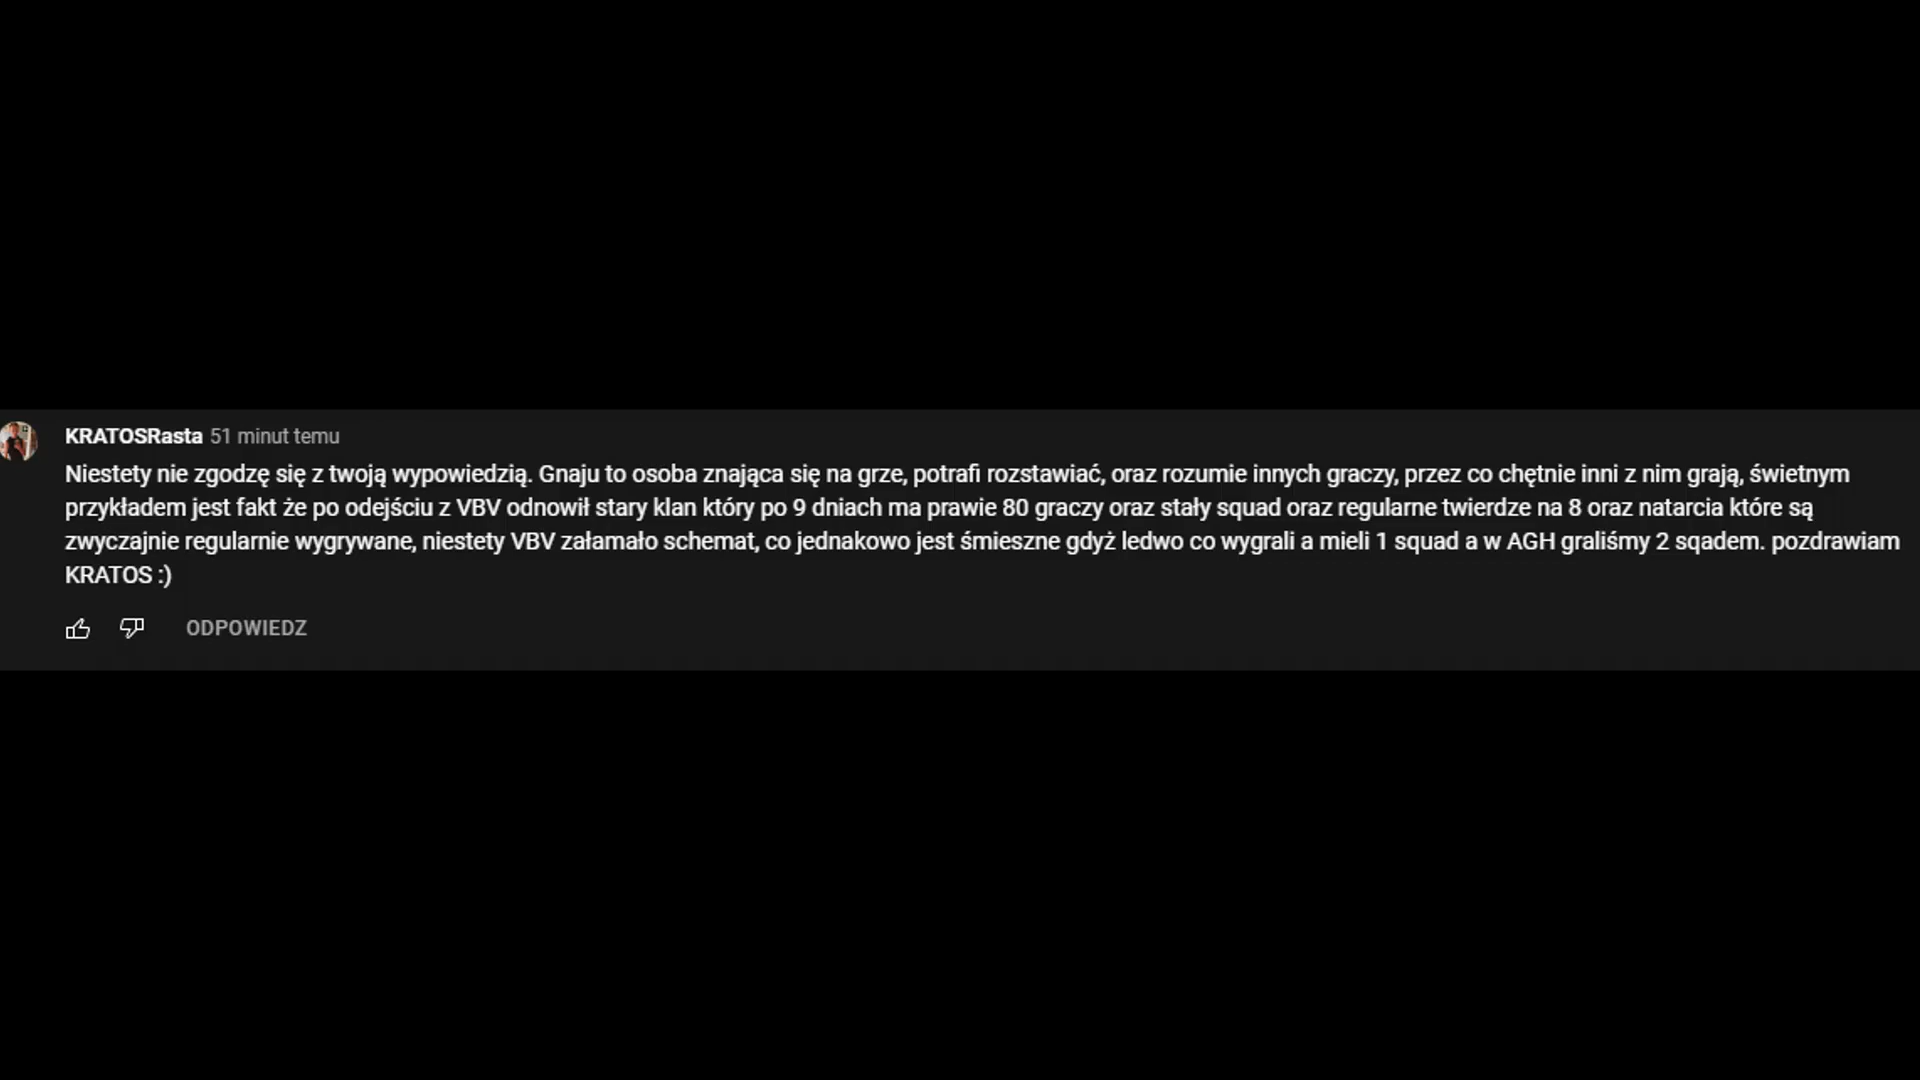 KRATOSRasta 51 minut temu
Niestety nie zgodzę się z twoją wypowiedzią. Gnaju to osoba znająca się na grze, potrafi rozstawiać, oraz rozumie innych graczy, przez co chętnie inni z nim grają, świetnym
przykładem jest fakt że po odejściu z VBV odnowił stary klan który po 9 dniach ma prawie 80 graczy oraz stały squad oraz regularne twierdze na 8 oraz natarcia które są
zwyczajnie regularnie wygrywane, niestety VBV załamało schemat, co jednakowo jest śmieszne gdyż ledwo co wygrali a mieli 1 squad a w AGH graliśmy 2 sqadem. pozdrawiam
KRATOS :)
ODPOWIEDZ